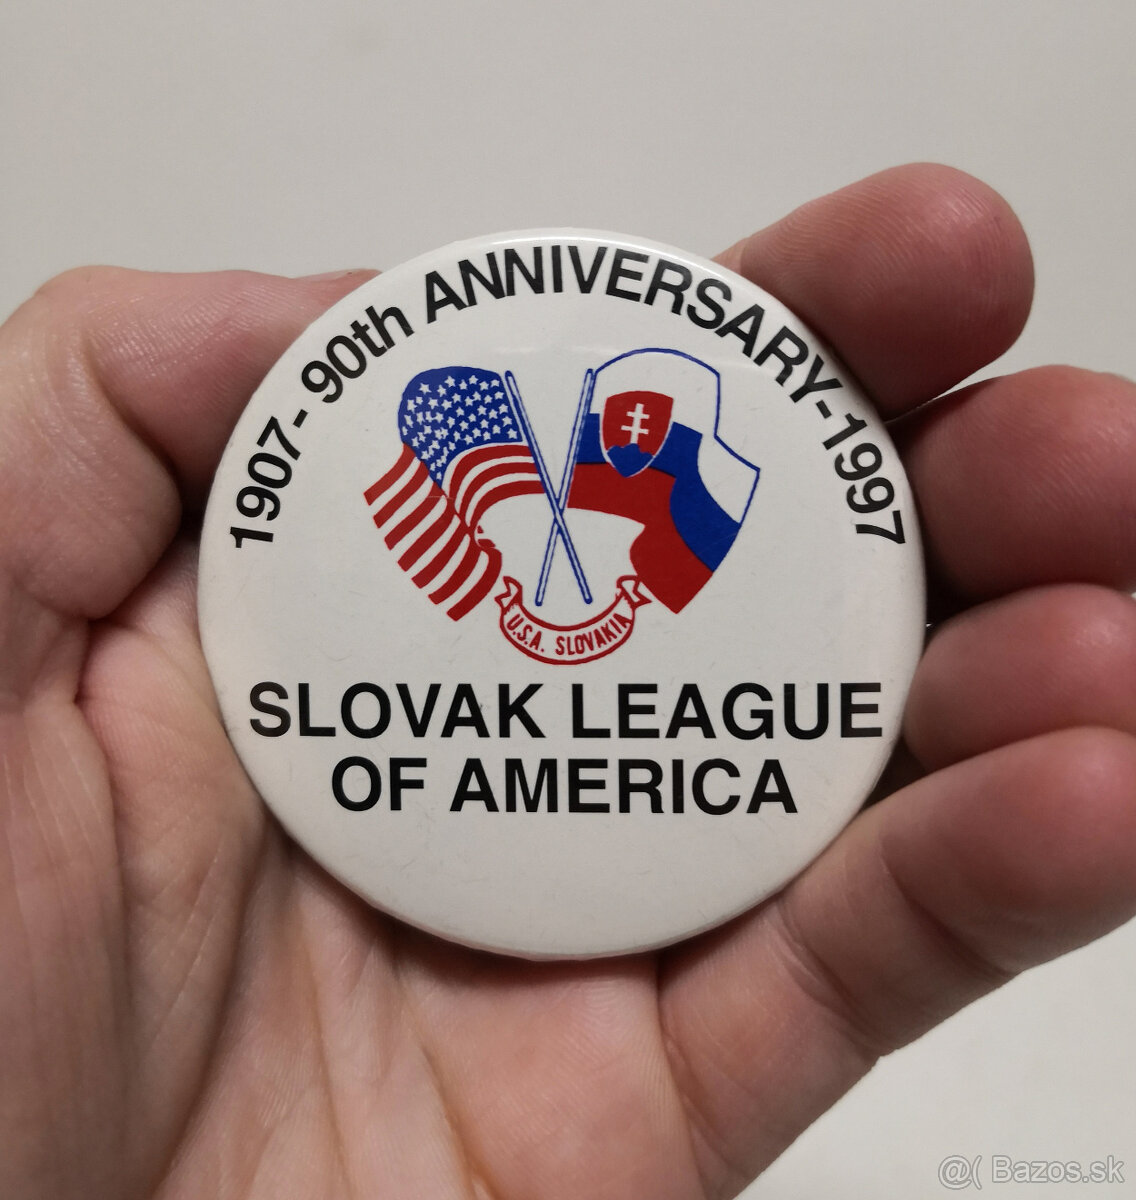 1907- 90th ANNIVERSARY-1997
U.S.A. SLOVAKIA
SLOVAK LEAGUE
OF AMERICA
@( Bazos.sk